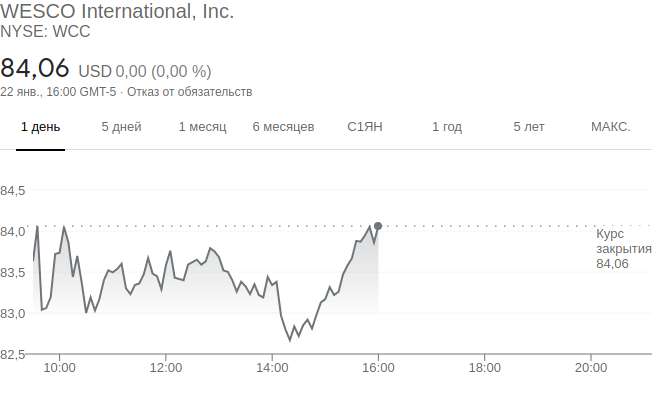 WESCO International, Inc.
NYSE: WCC
84,06 USD 0,00 (0,00 %)
22 янв., 16:00 GMT-5 · Отказ от обязательств
1 день 5 дней 1 месяц 6 месяцев С1ЯН 1 год 5 лет МАКС.
84,5
84,0
Курс
закрытия
84,06
83,5
83,0
82,5
10:00 12:00 14:00 16:00 18:00 20:00